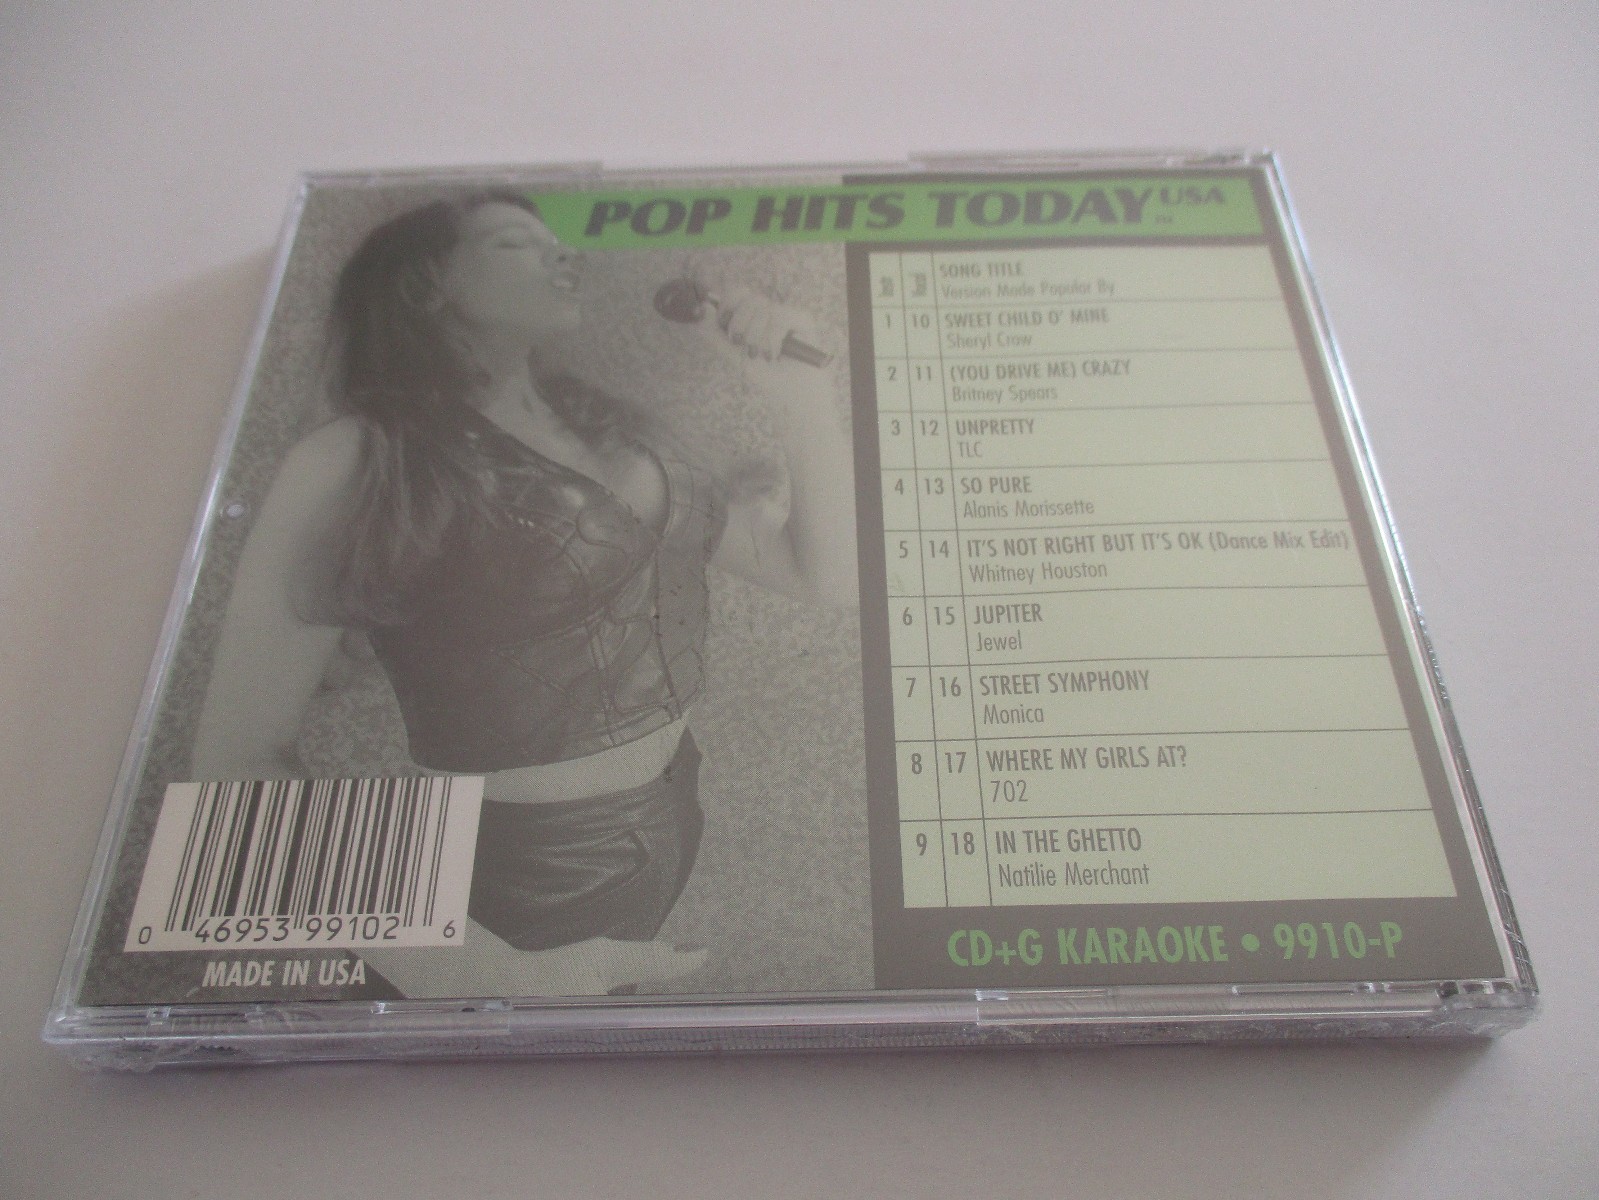 POP HITS TODAY USA
TM
SONG TITLE
Version Made Popular By
1 10 SWEET CHILD O' MINE
Sheryl Crow
2 11 (YOU DRIVE ME) CRAZY
Britney Spears
3 12 UNPRETTY
TLC
4 13 SO PURE
Alanis Morissette
5 14 IT'S NOT RIGHT BUT IT'S OK (Dance Mix Edit)
Whitney Houston
6 15 JUPITER
Jewel
7 16 STREET SYMPHONY
Monica
8 17 WHERE MY GIRLS AT?
702
9 18 IN THE GHETTO
Natilie Merchant
CD+G KARAOKE • 9910-P
0 46953 99102 6
MADE IN USA